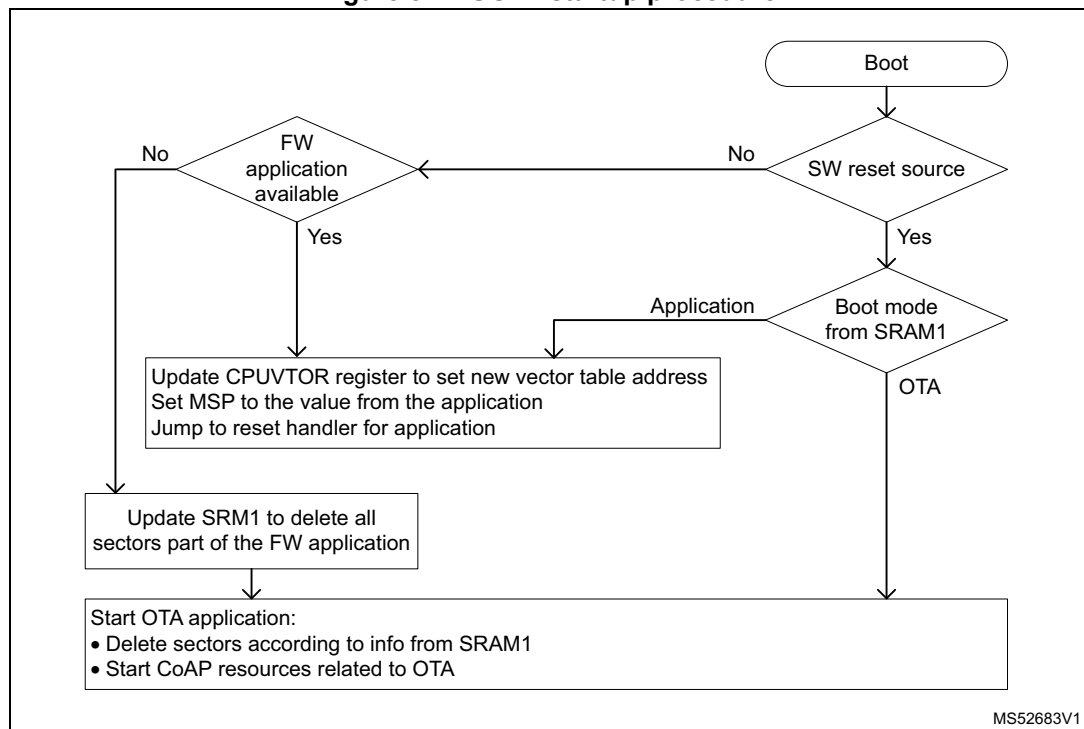 Boot
SW reset source
No
Yes
FW
application
available
No
Yes
Boot mode
from SRAM1
Application
OTA
Update CPUVTOR register to set new vector table address
Set MSP to the value from the application
Jump to reset handler for application
Update SRM1 to delete all
sectors part of the FW application
Start OTA application:
• Delete sectors according to info from SRAM1
• Start CoAP resources related to OTA
MS52683V1